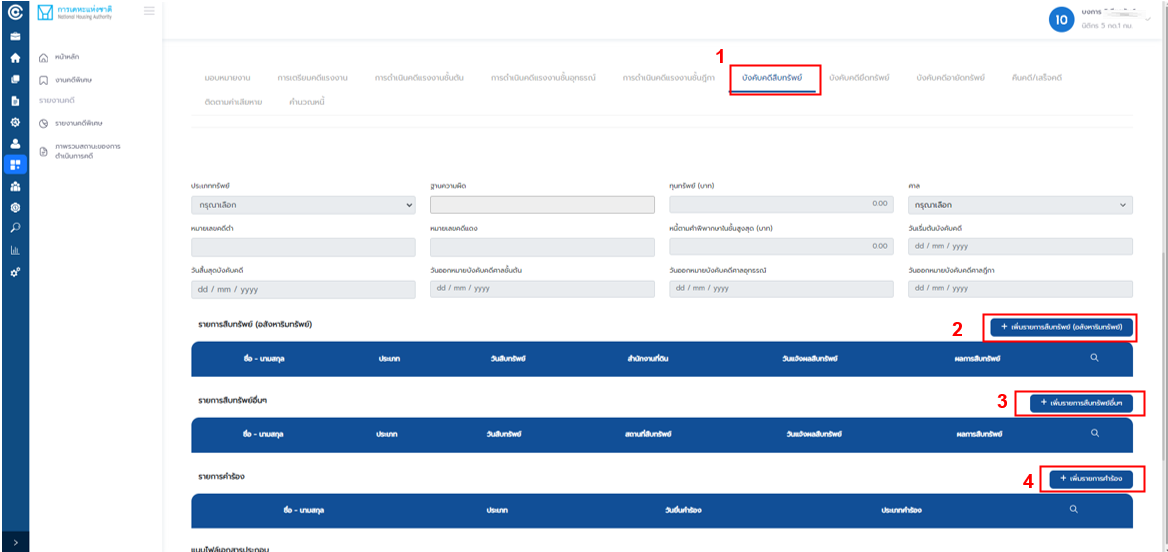 การเคหะแห่งชาติ
National Housing Authority
10
นิติกร 5 กด.1 กม.
หน้าหลัก
งานคดีพิเศษ
รายงานคดี
รายงานคดีพิเศษ
ภาพรวมสถานะของการ
ดำเนินการคดี
1
มอบหมายงาน การเตรียมคดีแรงงาน การดำเนินคดีแรงงานชั้นต้น การดำเนินคดีแรงงานชั้นอุทธรณ์ การดำเนินคดีแรงงานชั้นฎีกา บังคับคดีสืบทรัพย์ บังคับคดียึดทรัพย์ บังคับคดีอายัดทรัพย์ คืนคดี/เสร็จคดี
ติดตามค่าเสียหาย คำนวณหนี้
ประเภททรัพย์ ฐานความผิด ทุนทรัพย์ (บาท) ศาล
กรุณาเลือก 0.00 กรุณาเลือก
หมายเลขคดีดำ หมายเลขคดีแดง หนี้ตามคำพิพากษาในชั้นสูงสุด (บาท) วันเริ่มต้นบังคับคดี
0.00 dd / mm / yyyy
วันสิ้นสุดบังคับคดี วันออกหมายบังคับคดีศาลชั้นต้น วันออกหมายบังคับคดีศาลอุทธรณ์ วันออกหมายบังคับคดีศาลฎีกา
dd / mm / yyyy dd / mm / yyyy dd / mm / yyyy dd / mm / yyyy
รายการสืบทรัพย์ (อสังหาริมทรัพย์) 2 + เพิ่มรายการสืบทรัพย์ (อสังหาริมทรัพย์)
ชื่อ - นามสกุล ประเภท วันสืบทรัพย์ สำนักงานที่ดิน วันแจ้งผลสืบทรัพย์ ผลการสืบทรัพย์
รายการสืบทรัพย์อื่นๆ 3 + เพิ่มรายการสืบทรัพย์อื่นๆ
ชื่อ - นามสกุล ประเภท วันสืบทรัพย์ สถานที่สืบทรัพย์ วันแจ้งผลสืบทรัพย์ ผลการสืบทรัพย์
รายการคำร้อง 4 + เพิ่มรายการคำร้อง
ชื่อ - นามสกุล ประเภท วันยื่นคำร้อง ประเภทคำร้อง
แนบไฟล์เอกสารประกอบ